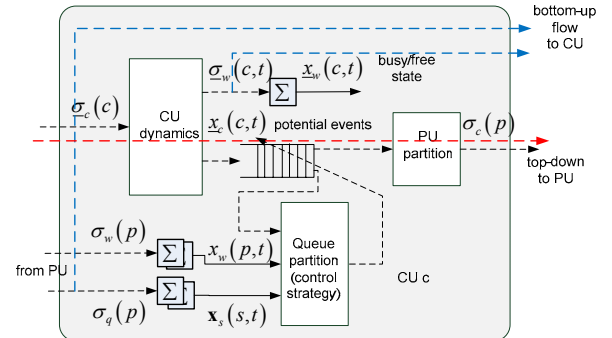 bottom-up
flow
to CU
σ_w(c,t)
x_w(c,t)
busy/free
state
Σ
σ_c(c)
CU
dynamics
x_c(c,t)
potential events
PU
partition
σ_c(p)
top-down
to PU
σ_w(p)
x_w(p,t)
Σ
from PU
Queue
partition
(control
strategy)
CU c
Σ
σ_q(p)
x_s(s,t)